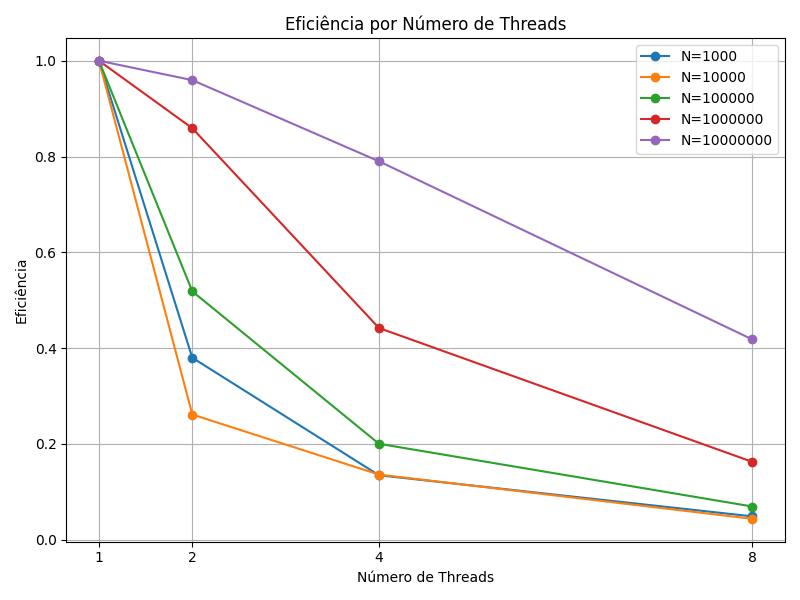 Eficiência por Número de Threads
Eficiência
1.0
0.8
0.6
0.4
0.2
0.0
1
2
4
8
Número de Threads
N=1000
N=10000
N=100000
N=1000000
N=10000000